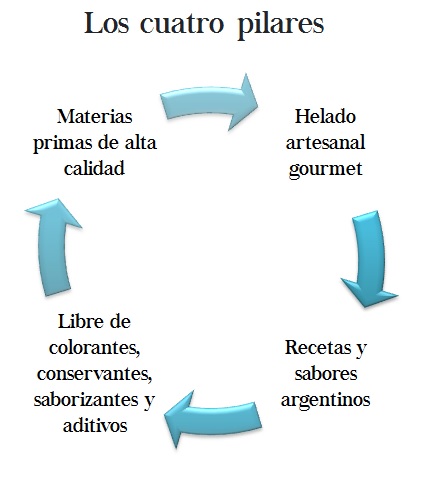 Los cuatro pilares
Materias
primas de alta
calidad
Helado
artesanal
gourmet
Recetas y
sabores
argentinos
Libre de
colorantes,
conservantes,
saborizantes y
aditivos